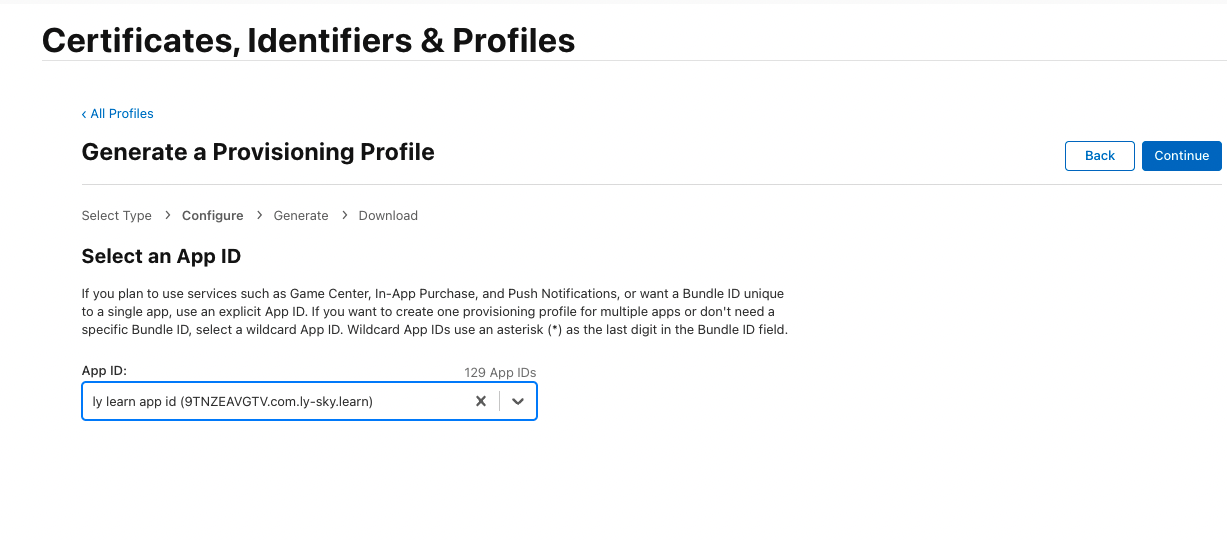 Certificates, Identifiers & Profiles
‹ All Profiles
Generate a Provisioning Profile
Back
Continue
Select Type > Configure > Generate > Download
Select an App ID
If you plan to use services such as Game Center, In-App Purchase, and Push Notifications, or want a Bundle ID unique
to a single app, use an explicit App ID. If you want to create one provisioning profile for multiple apps or don't need a
specific Bundle ID, select a wildcard App ID. Wildcard App IDs use an asterisk (*) as the last digit in the Bundle ID field.
App ID:
129 App IDs
ly learn app id (9TNZEAVGTV.com.ly-sky.learn)